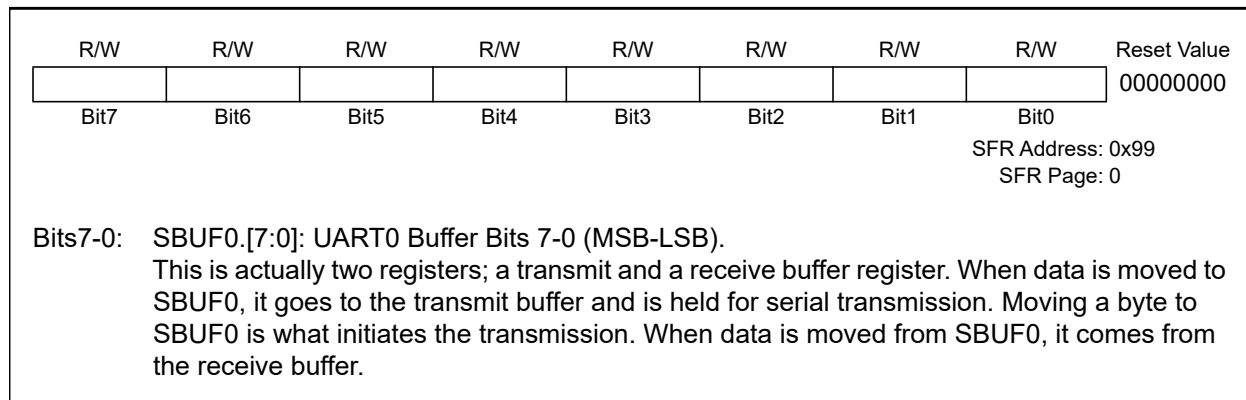 R/W R/W R/W R/W R/W R/W R/W R/W Reset Value
00000000
Bit7 Bit6 Bit5 Bit4 Bit3 Bit2 Bit1 Bit0
SFR Address: 0x99
SFR Page: 0
Bits7-0: SBUF0.[7:0]: UART0 Buffer Bits 7-0 (MSB-LSB).
This is actually two registers; a transmit and a receive buffer register. When data is moved to
SBUF0, it goes to the transmit buffer and is held for serial transmission. Moving a byte to
SBUF0 is what initiates the transmission. When data is moved from SBUF0, it comes from
the receive buffer.